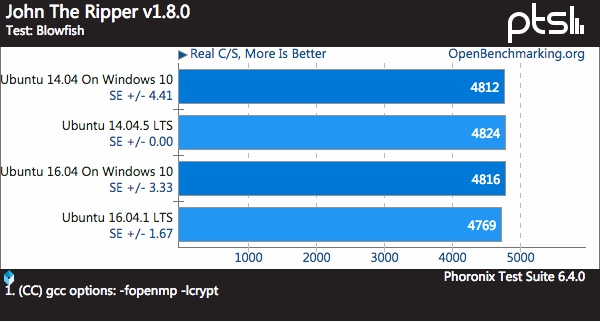 John The Ripper v1.8.0
Test: Blowfish
pts
Real C/S, More Is Better
OpenBenchmarking.org
Ubuntu 14.04 On Windows 10
SE +/- 4.41
4812
Ubuntu 14.04.5 LTS
SE +/- 0.00
4824
Ubuntu 16.04 On Windows 10
SE +/- 3.33
4816
Ubuntu 16.04.1 LTS
SE +/- 1.67
4769
1000 2000 3000 4000 5000
Phoronix Test Suite 6.4.0
1. (CC) gcc options: -fopenmp -lcrypt